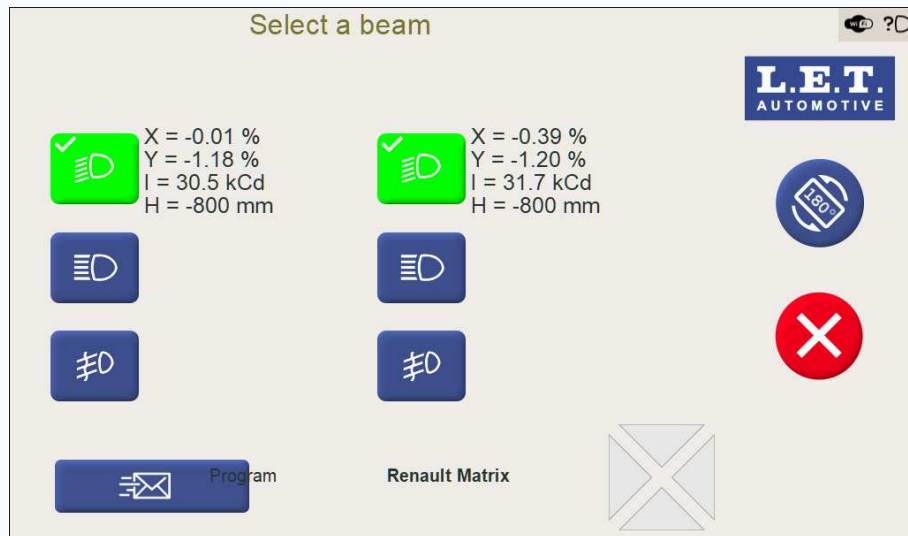 Select a beam
WiFi ?
L.E.T.
AUTOMOTIVE
X = -0.01 %
Y = -1.18 %
I = 30.5 kCd
H = -800 mm
X = -0.39 %
Y = -1.20 %
I = 31.7 kCd
H = -800 mm
180°
Program
Renault Matrix